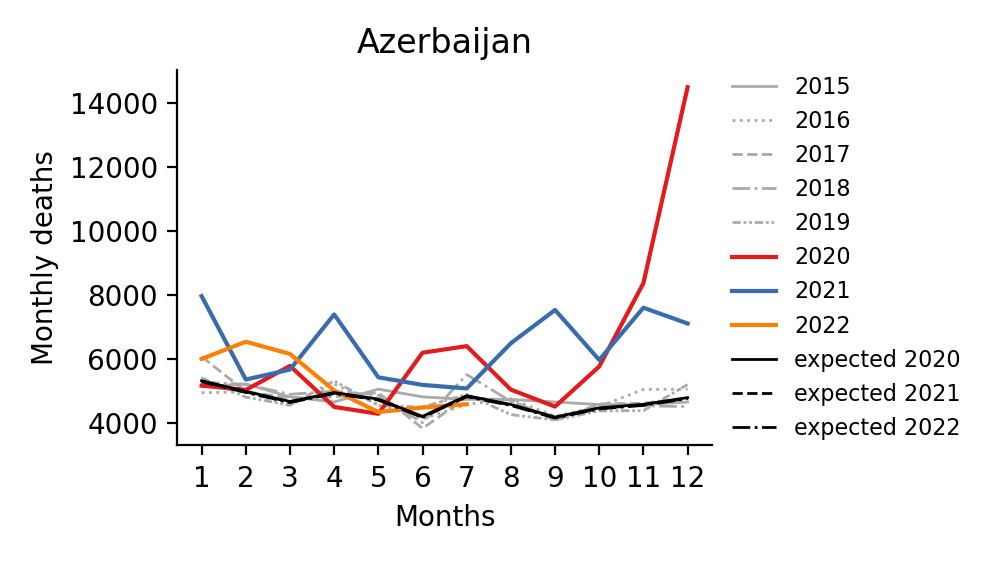 Azerbaijan
Monthly deaths
14000
12000
10000
8000
6000
4000
1 2 3 4 5 6 7 8 9 10 11 12
Months
2015
2016
2017
2018
2019
2020
2021
2022
expected 2020
expected 2021
expected 2022